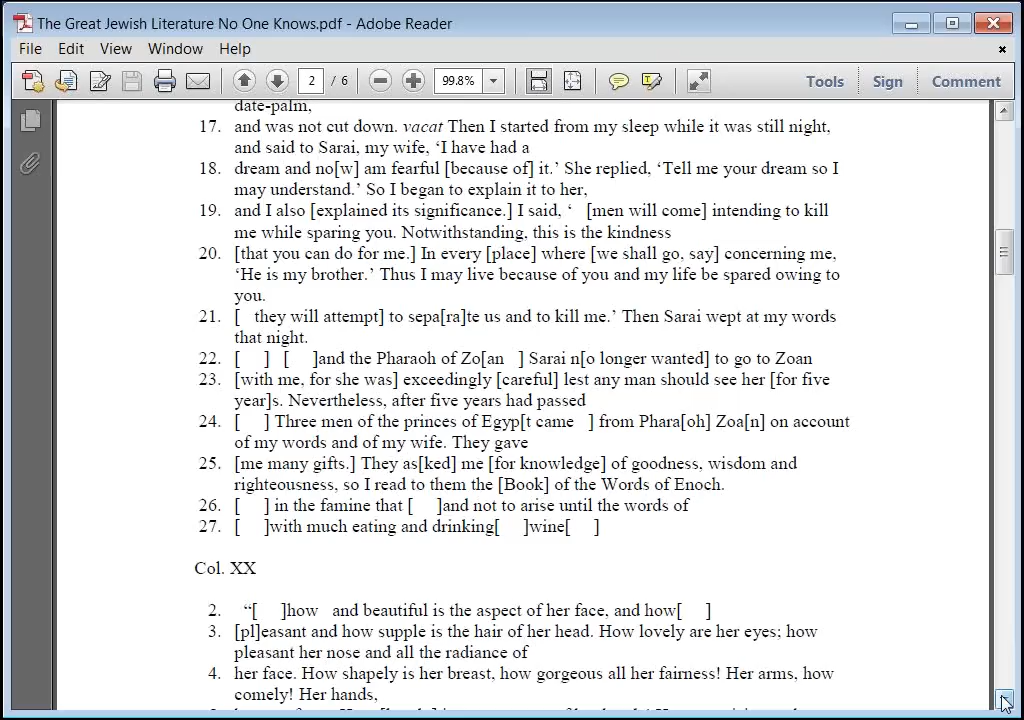 The Great Jewish Literature No One Knows.pdf - Adobe Reader
File Edit View Window Help
2 / 6 99.8% Tools Sign Comment
date-palm,
17. and was not cut down. vacat Then I started from my sleep while it was still night,
and said to Sarai, my wife, ‘I have had a
18. dream and no[w] am fearful [because of] it.’ She replied, ‘Tell me your dream so I
may understand.’ So I began to explain it to her,
19. and I also [explained its significance.] I said, ‘ [men will come] intending to kill
me while sparing you. Notwithstanding, this is the kindness
20. [that you can do for me.] In every [place] where [we shall go, say] concerning me,
‘He is my brother.’ Thus I may live because of you and my life be spared owing to
you.
21. [ they will attempt] to sepa[ra]te us and to kill me.’ Then Sarai wept at my words
that night.
22. [ ] [ ]and the Pharaoh of Zo[an ] Sarai n[o longer wanted] to go to Zoan
23. [with me, for she was] exceedingly [careful] lest any man should see her [for five
year]s. Nevertheless, after five years had passed
24. [ ] Three men of the princes of Egyp[t came ] from Phara[oh] Zoa[n] on account
of my words and of my wife. They gave
25. [me many gifts.] They as[ked] me [for knowledge] of goodness, wisdom and
righteousness, so I read to them the [Book] of the Words of Enoch.
26. [ ] in the famine that [ ]and not to arise until the words of
27. [ ]with much eating and drinking[ ]wine[ ]
Col. XX
2. “[ ]how and beautiful is the aspect of her face, and how[ ]
3. [pl]easant and how supple is the hair of her head. How lovely are her eyes; how
pleasant her nose and all the radiance of
4. her face. How shapely is her breast, how gorgeous all her fairness! Her arms, how
comely! Her hands,